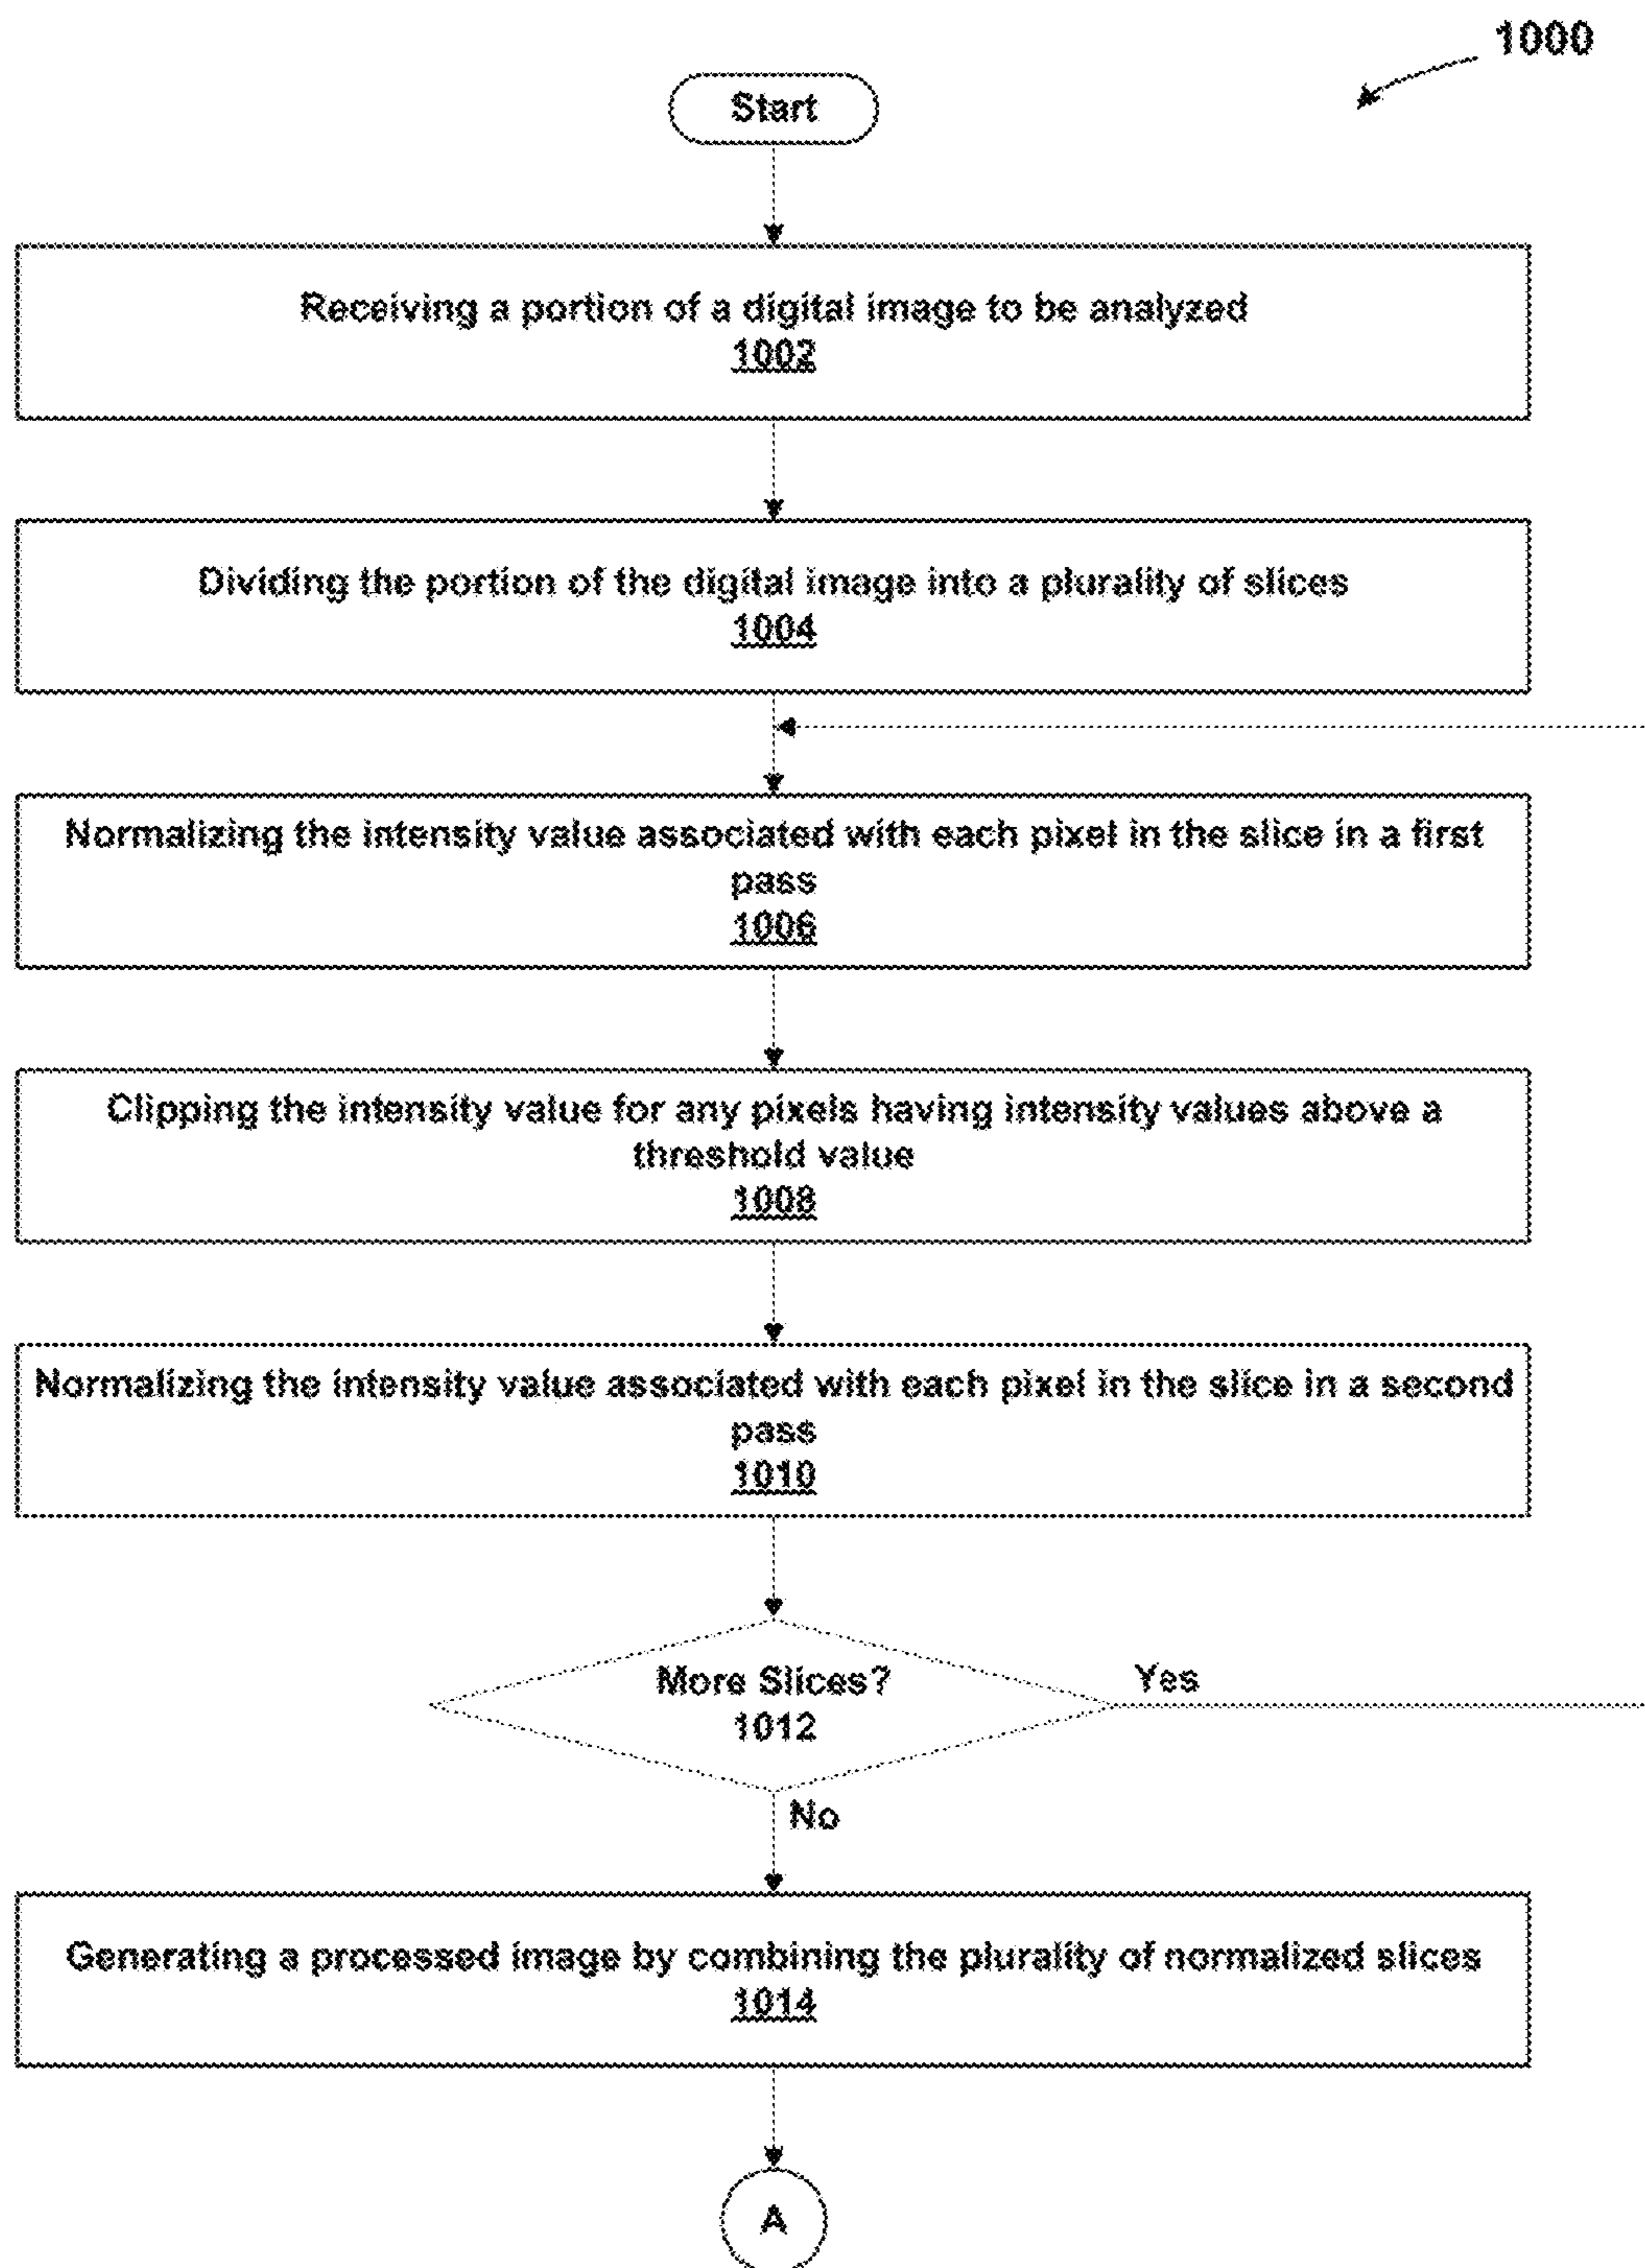 1000
Start
Receiving a portion of a digital image to be analyzed
1002
Dividing the portion of the digital image into a plurality of slices
1004
Normalizing the intensity value associated with each pixel in the slice in a first
pass
1006
Clipping the intensity value for any pixels having intensity values above a
threshold value
1008
Normalizing the intensity value associated with each pixel in the slice in a second
pass
1010
More Slices?
1012
Yes
No
Generating a processed image by combining the plurality of normalized slices
1014
A